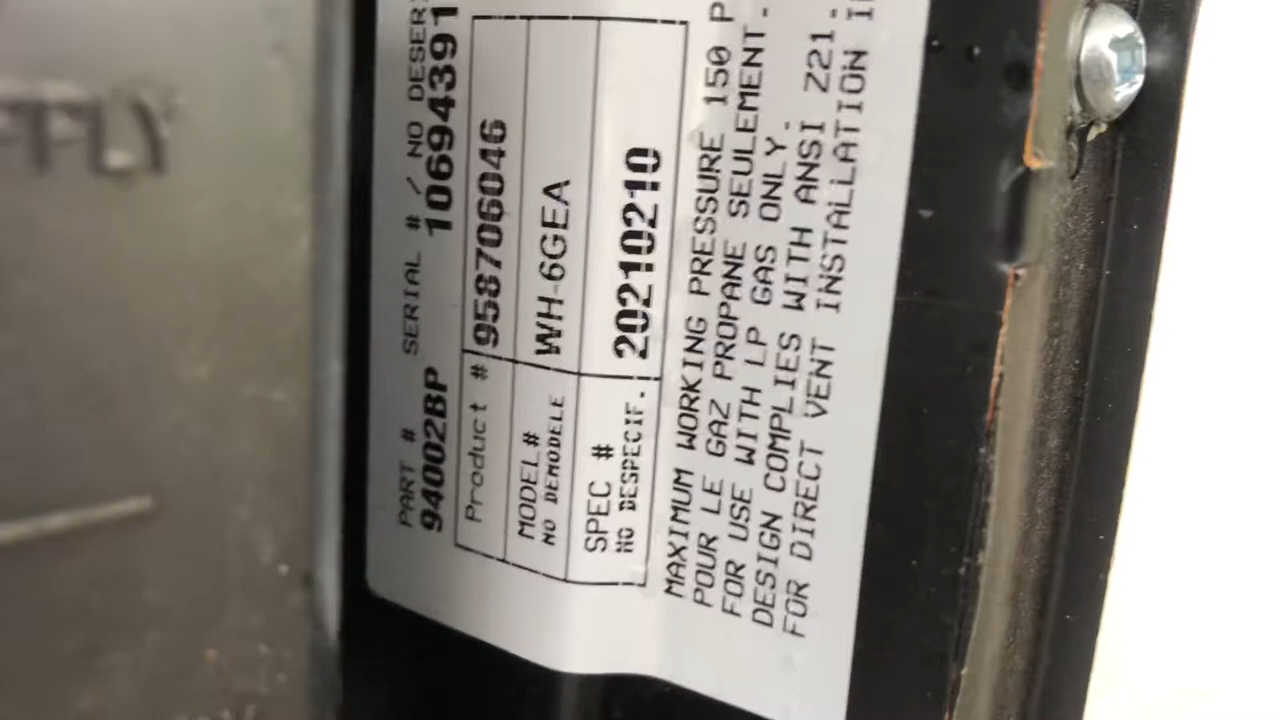 PART # SERIAL # / NO DESER
94002BP 10694391
Product # 958706046
MODEL# WH-6GEA
NO DEMODELE
SPEC # 20210210
NO DESPECIF.
MAXIMUM WORKING PRESSURE 150 P
POUR LE GAZ PROPANE SEULEMENT.
FOR USE WITH LP GAS ONLY.
DESIGN COMPLIES WITH ANSI Z21.
FOR DIRECT VENT INSTALLATION